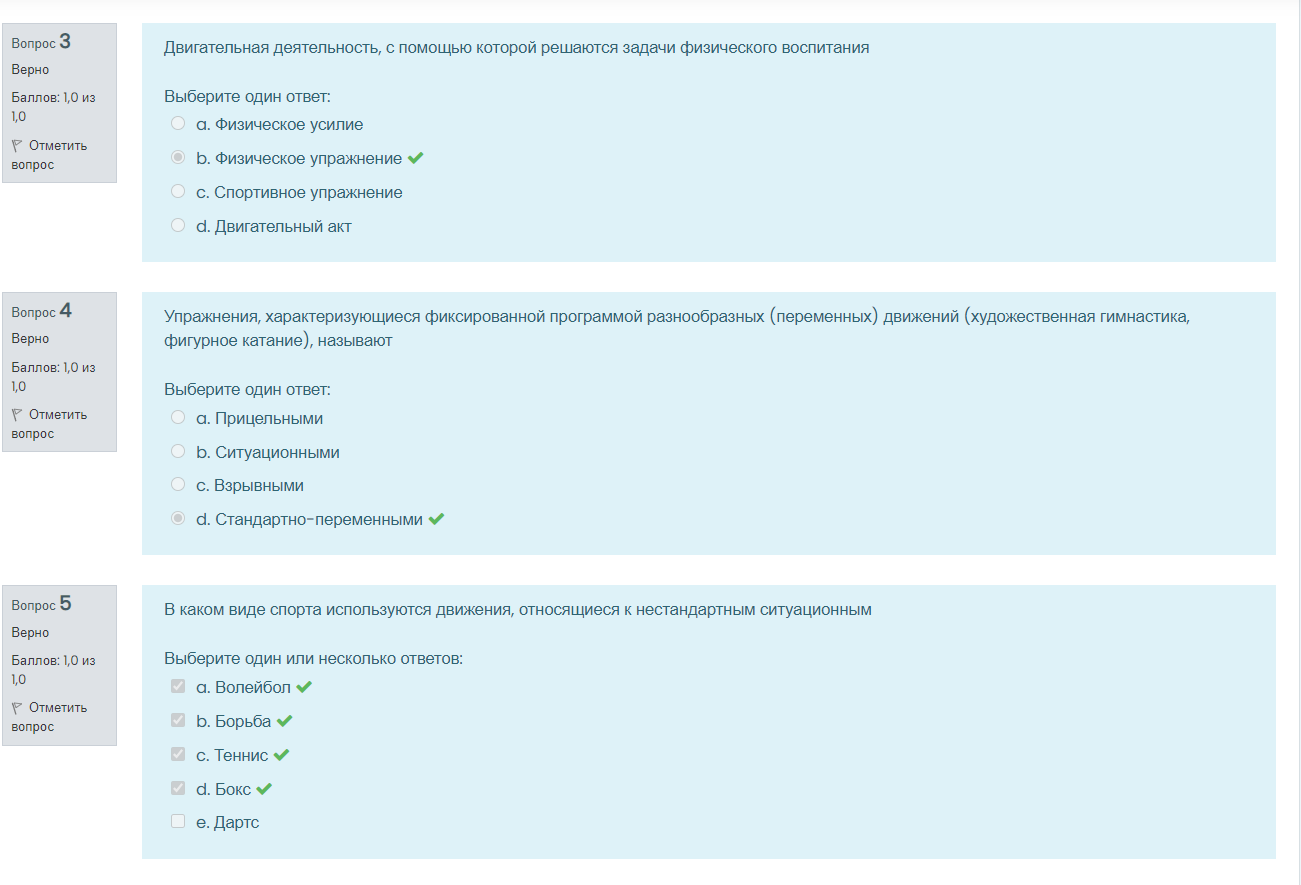 Вопрос 3
Верно
Баллов: 1,0 из
1,0
Отметить
вопрос
Двигательная деятельность, с помощью которой решаются задачи физического воспитания
Выберите один ответ:
a. Физическое усилие
b. Физическое упражнение
c. Спортивное упражнение
d. Двигательный акт
Вопрос 4
Верно
Баллов: 1,0 из
1,0
Отметить
вопрос
Упражнения, характеризующиеся фиксированной программой разнообразных (переменных) движений (художественная гимнастика,
фигурное катание), называют
Выберите один ответ:
a. Прицельными
b. Ситуационными
c. Взрывными
d. Стандартно-переменными
Вопрос 5
Верно
Баллов: 1,0 из
1,0
Отметить
вопрос
В каком виде спорта используются движения, относящиеся к нестандартным ситуационным
Выберите один или несколько ответов:
a. Волейбол
b. Борьба
c. Теннис
d. Бокс
e. Дартс